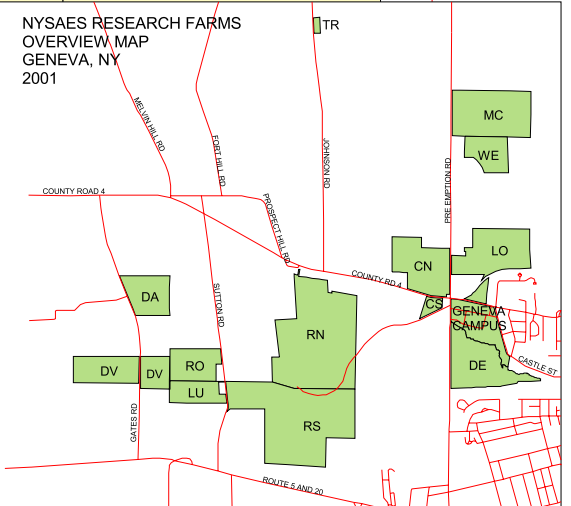 NYSAES RESEARCH FARMS
OVERVIEW MAP
GENEVA, NY
2001
TR
MELVIN HILL RD
FORT HILL RD
JOHNSON RD
PRE EMPTION RD
MC
WE
COUNTY ROAD 4
PROSPECT HILL RD
LO
CN
COUNTY RD 4
DA
SUTTON RD
CS
GENEVA
CAMPUS
RN
CASTLE ST
DV
DV
RO
DE
LU
GATES RD
RS
ROUTE 5 AND 20